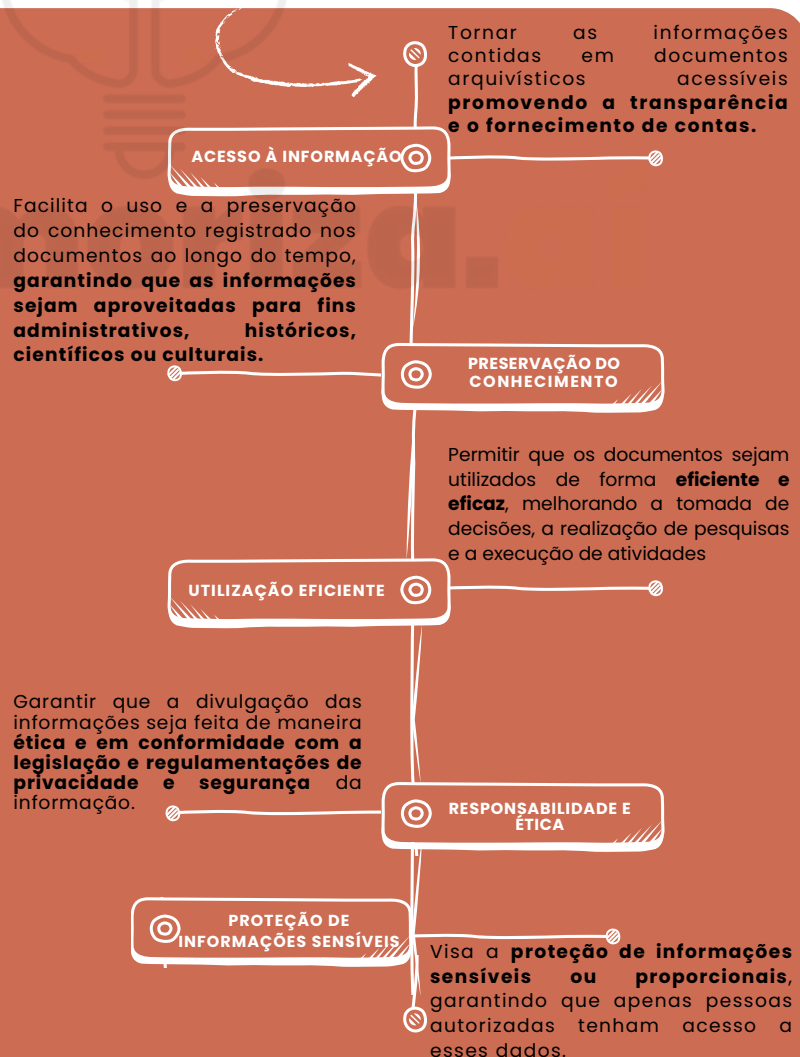 Tornar as informações
contidas em documentos
arquivísticos acessíveis
promovendo a transparência
e o fornecimento de contas.
ACESSO À INFORMAÇÃO
Facilita o uso e a preservação
do conhecimento registrado nos
documentos ao longo do tempo,
garantindo que as informações
sejam aproveitadas para fins
administrativos, históricos,
científicos ou culturais.
PRESERVAÇÃO DO
CONHECIMENTO
Permitir que os documentos sejam
utilizados de forma eficiente e
eficaz, melhorando a tomada de
decisões, a realização de pesquisas
e a execução de atividades
UTILIZAÇÃO EFICIENTE
Garantir que a divulgação das
informações seja feita de maneira
ética e em conformidade com a
legislação e regulamentações de
privacidade e segurança da
informação.
RESPONSABILIDADE E
ÉTICA
PROTEÇÃO DE
INFORMAÇÕES SENSÍVEIS
Visa a proteção de informações
sensíveis ou proporcionais,
garantindo que apenas pessoas
autorizadas tenham acesso a
esses dados.